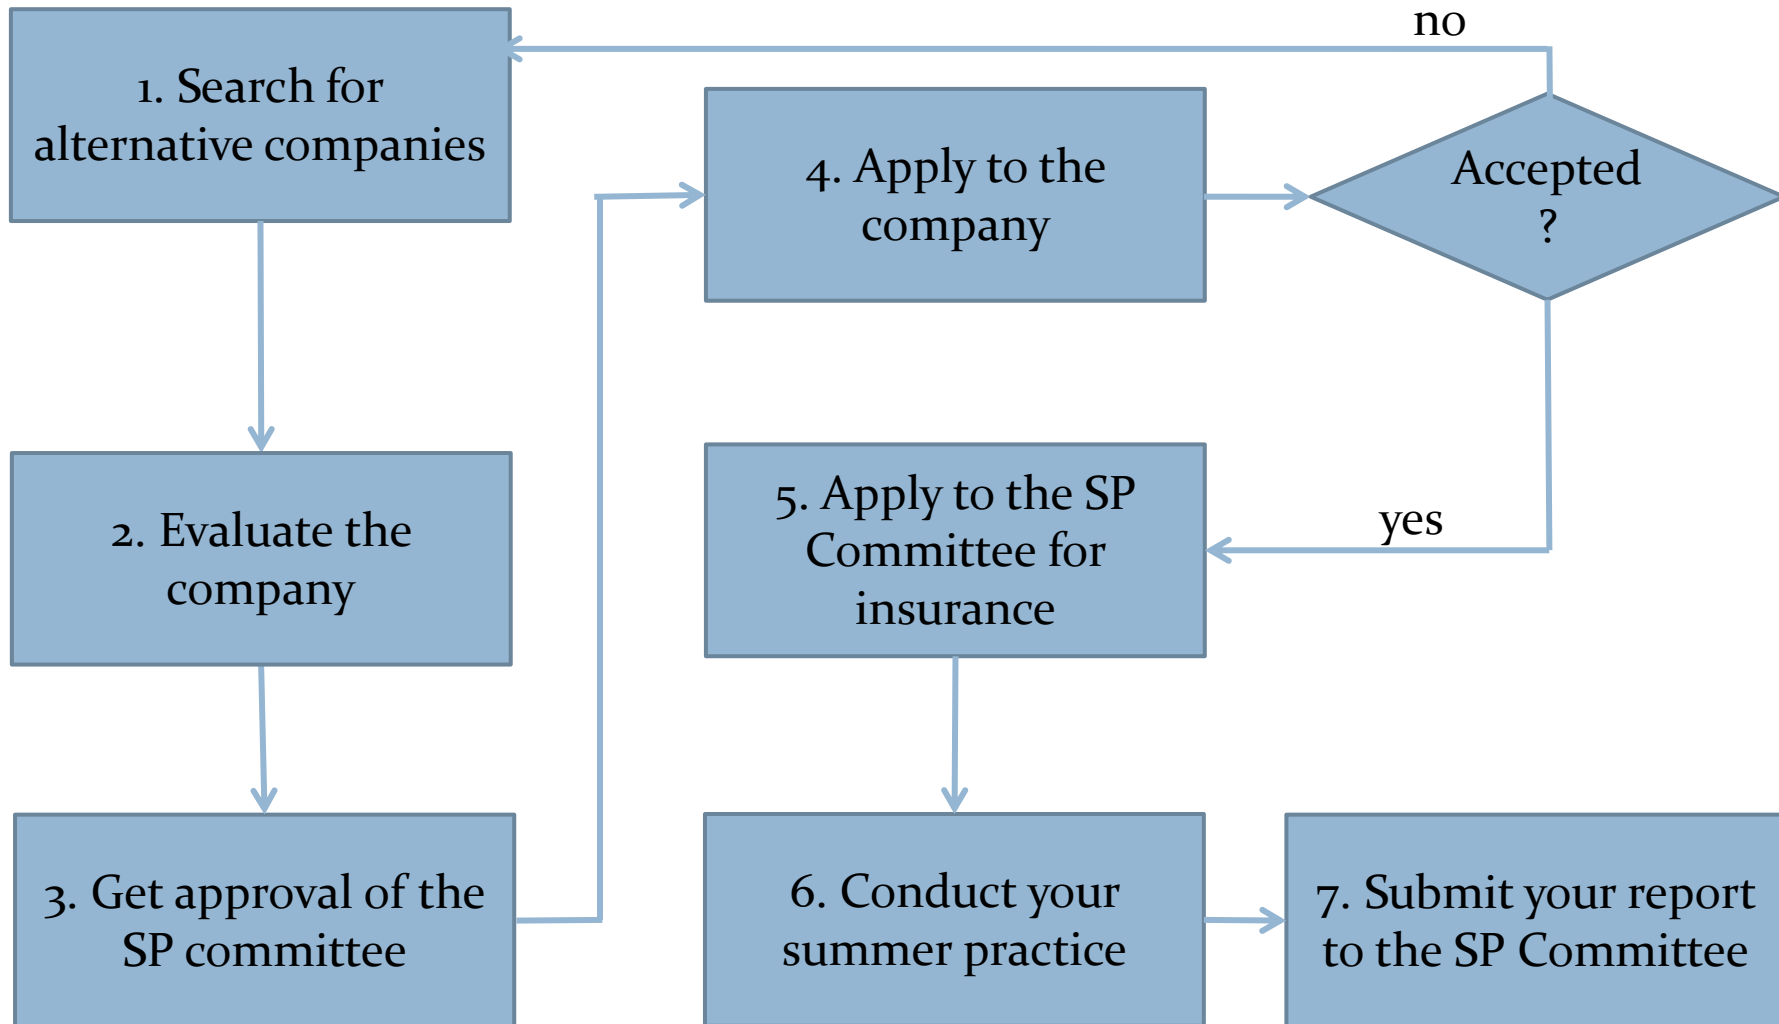 no
1. Search for
alternative companies
4. Apply to the
company
Accepted
?
2. Evaluate the
company
5. Apply to the SP
Committee for
insurance
yes
3. Get approval of the
SP committee
6. Conduct your
summer practice
7. Submit your report
to the SP Committee